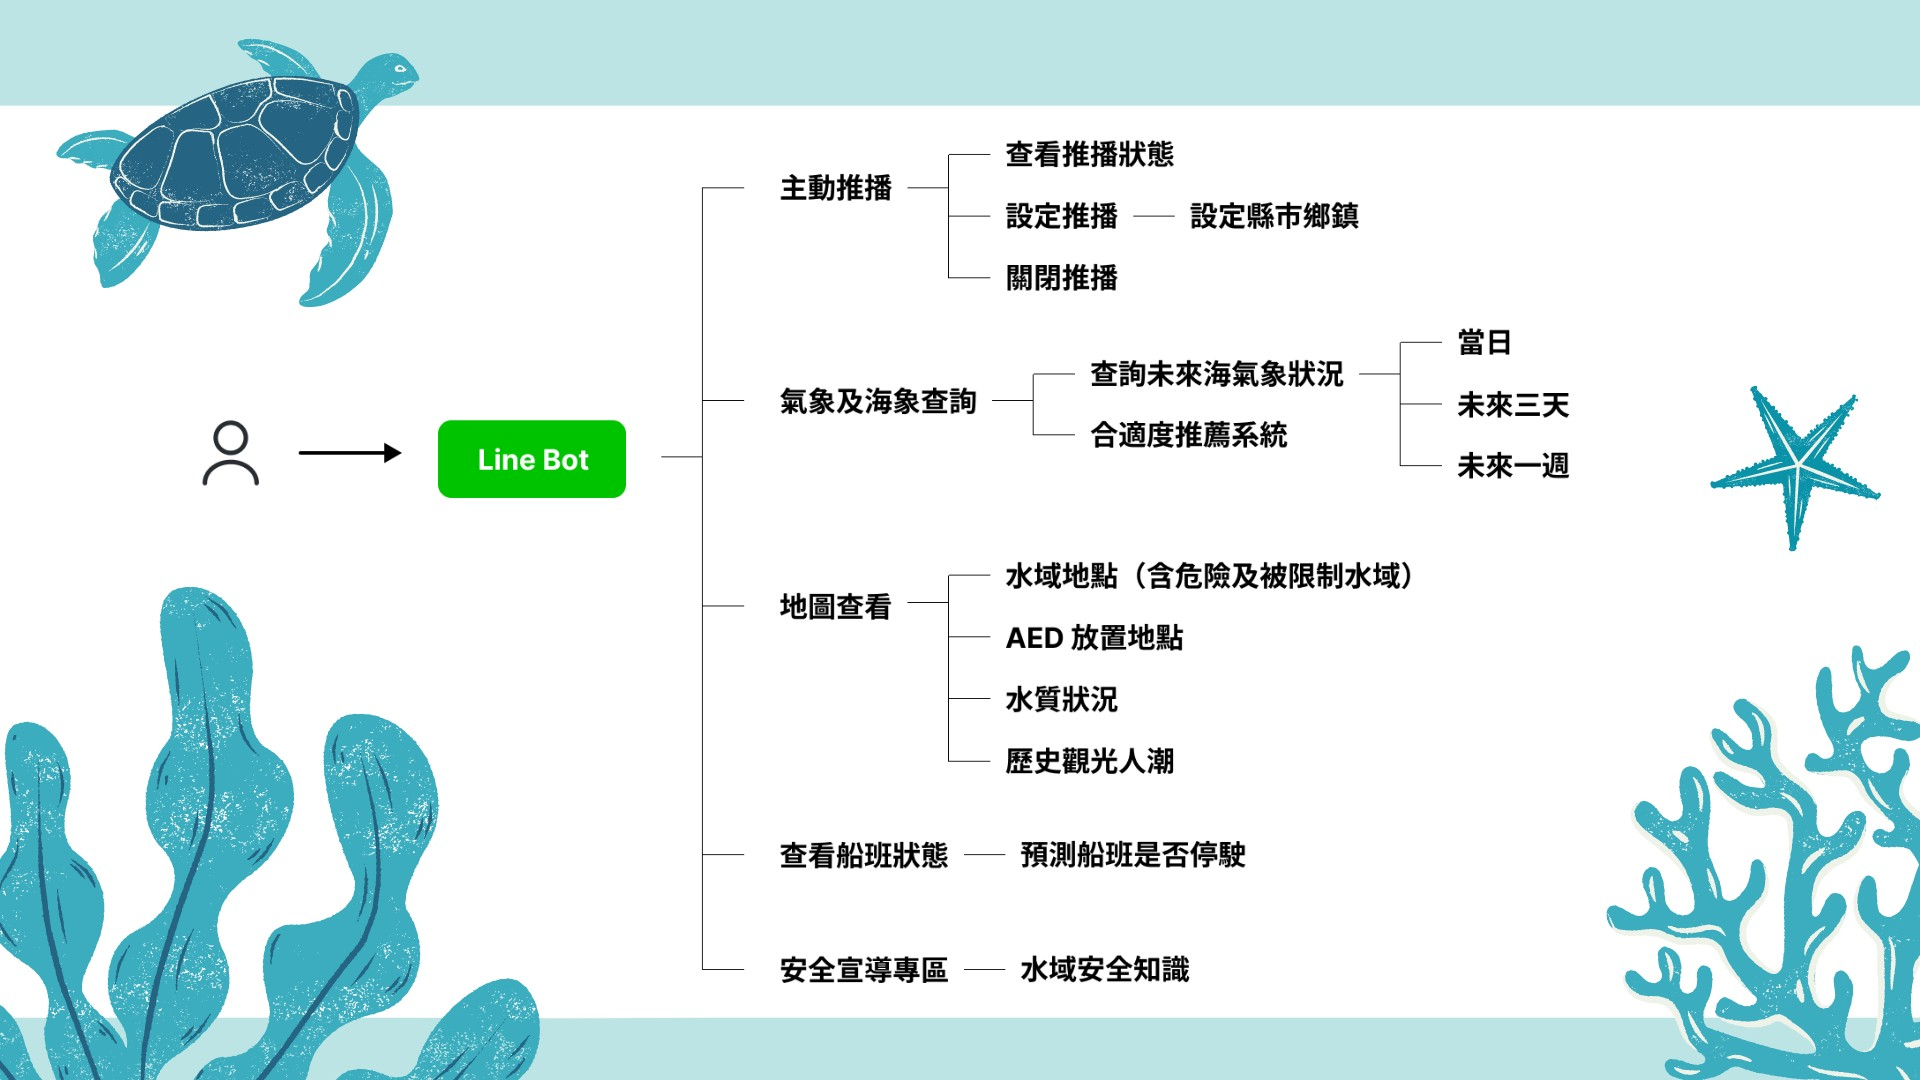 主動推播
查看推播狀態
設定推播
設定縣市鄉鎮
關閉推播
Line Bot
氣象及海象查詢
查詢未來海氣象狀況
當日
未來三天
未來一週
合適度推薦系統
地圖查看
水域地點（含危險及被限制水域）
AED 放置地點
水質狀況
歷史觀光人潮
查看船班狀態
預測船班是否停駛
安全宣導專區
水域安全知識